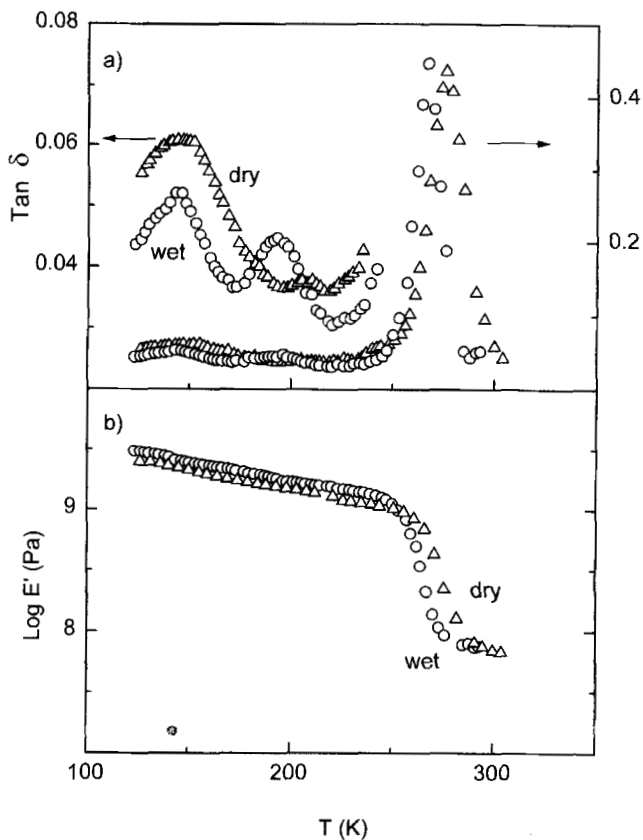 0.08
a)
0.4
0.06
Tan δ
dry
wet
0.2
0.04
b)
9
Log E' (Pa)
dry
8
wet
100
200
300
T (K)